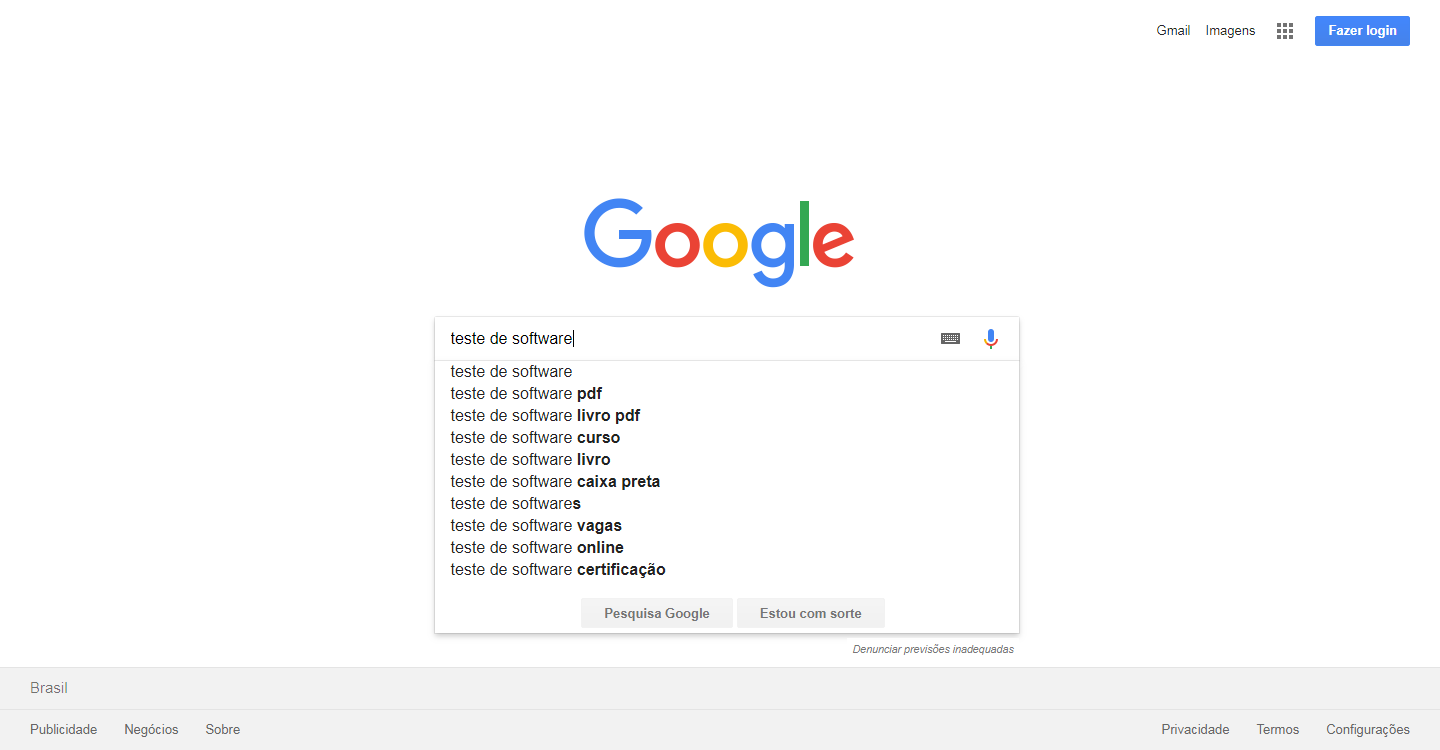 Gmail Imagens Fazer login
Google
teste de software
teste de software
teste de software pdf
teste de software livro pdf
teste de software curso
teste de software livro
teste de software caixa preta
teste de softwares
teste de software vagas
teste de software online
teste de software certificação
Pesquisa Google Estou com sorte
Denunciar previsões inadequadas
Brasil
Publicidade Negócios Sobre Privacidade Termos Configurações